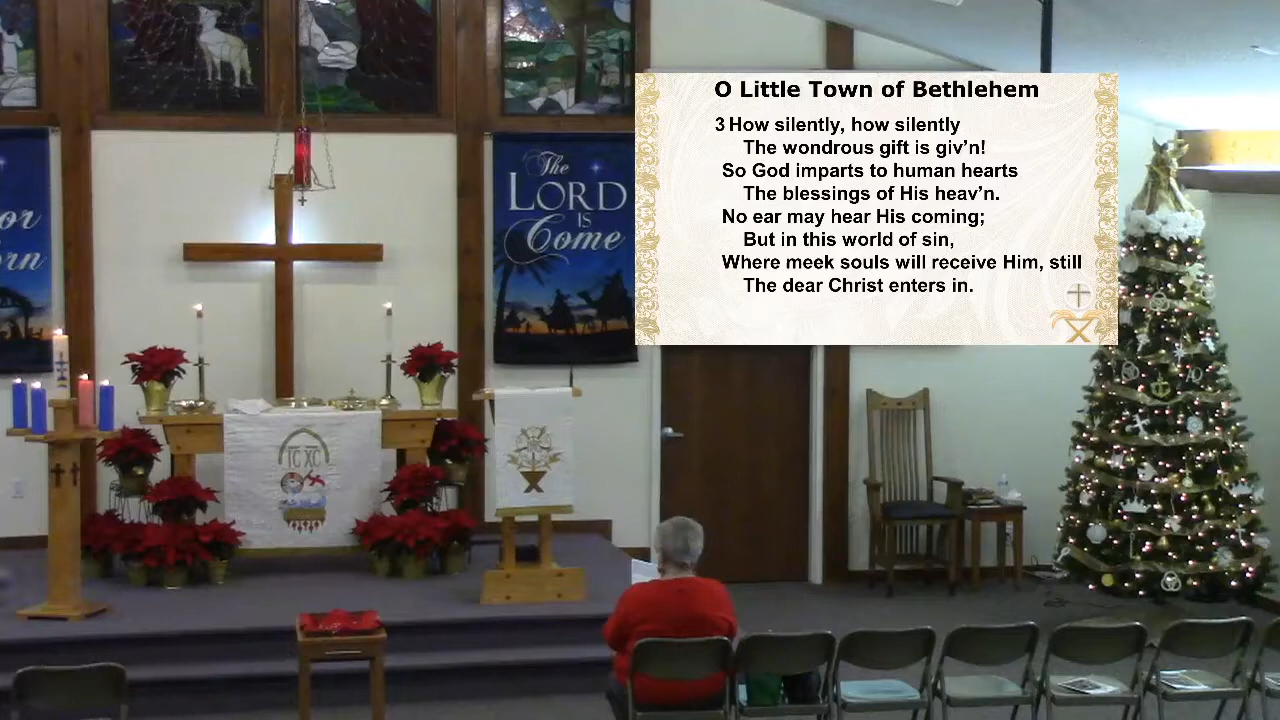 or
rn
The
LORD
IS
Come
O Little Town of Bethlehem
3 How silently, how silently
The wondrous gift is giv’n!
So God imparts to human hearts
The blessings of His heav’n.
No ear may hear His coming;
But in this world of sin,
Where meek souls will receive Him, still
The dear Christ enters in.
IC XC